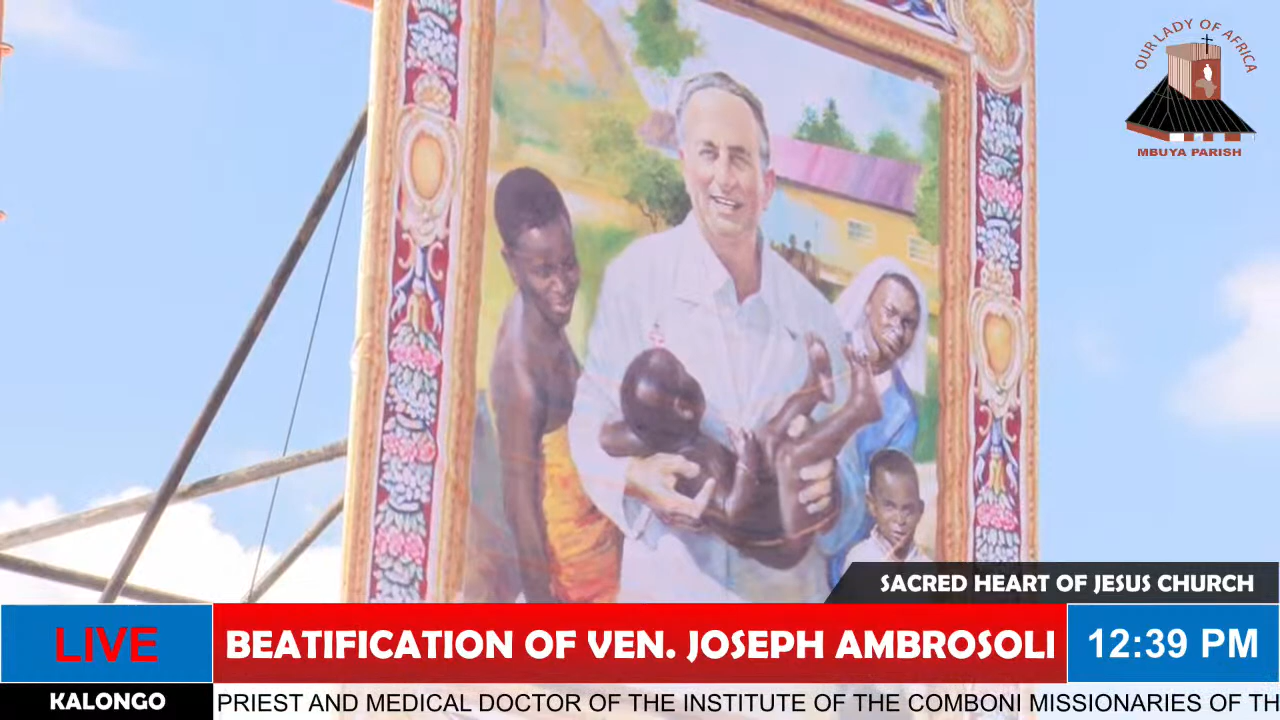 OUR LADY OF AFRICA
MBUYA PARISH
SACRED HEART OF JESUS CHURCH
LIVE
BEATIFICATION OF VEN. JOSEPH AMBROSOLI
12:39 PM
KALONGO
PRIEST AND MEDICAL DOCTOR OF THE INSTITUTE OF THE COMBONI MISSIONARIES OF TH